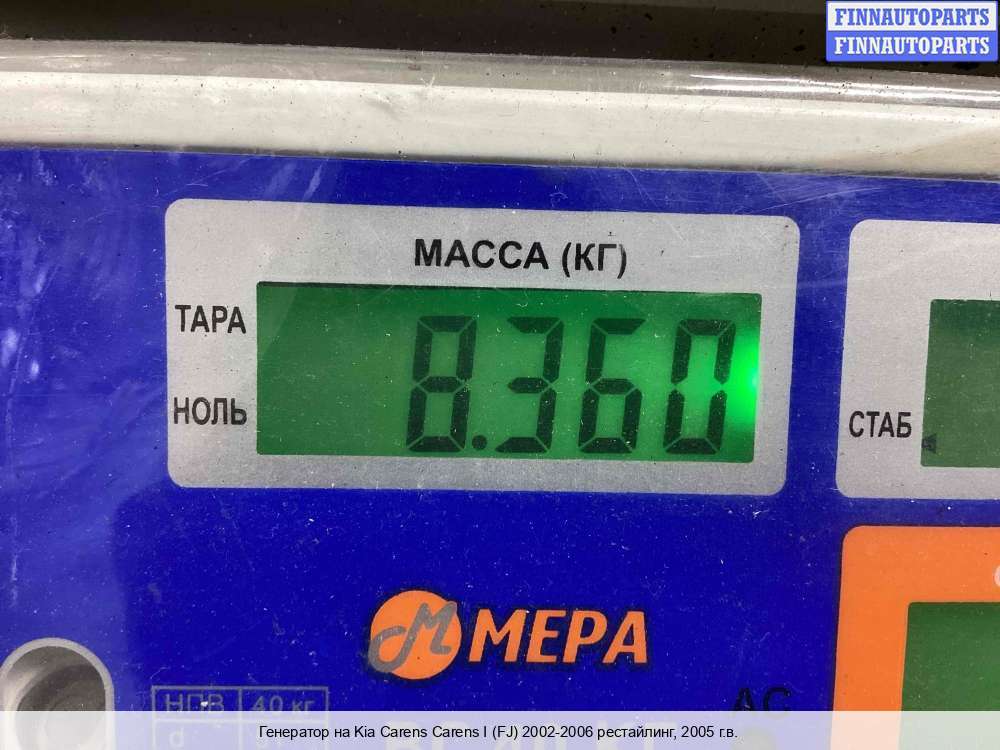 FINNAUTOPARTS
FINNAUTOPARTS
МАССА (КГ)
ТАРА
8.360
НОЛЬ
СТАБ
М МЕРА
НПВ 40 кг
d
AC
Генератор на Kia Carens Carens I (FJ) 2002-2006 рестайлинг, 2005 г.в.